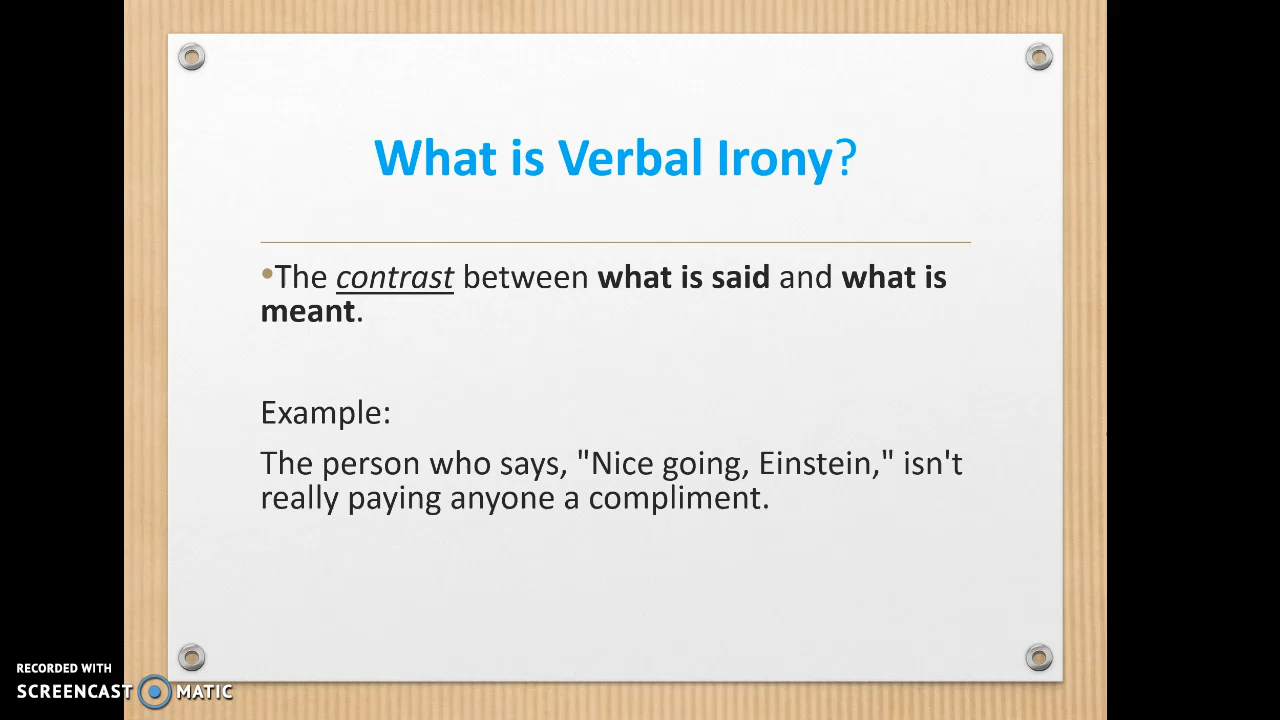 What is Verbal Irony?
•The contrast between what is said and what is
meant.
Example:
The person who says, "Nice going, Einstein," isn't
really paying anyone a compliment.
RECORDED WITH
SCREENCAST MATIC